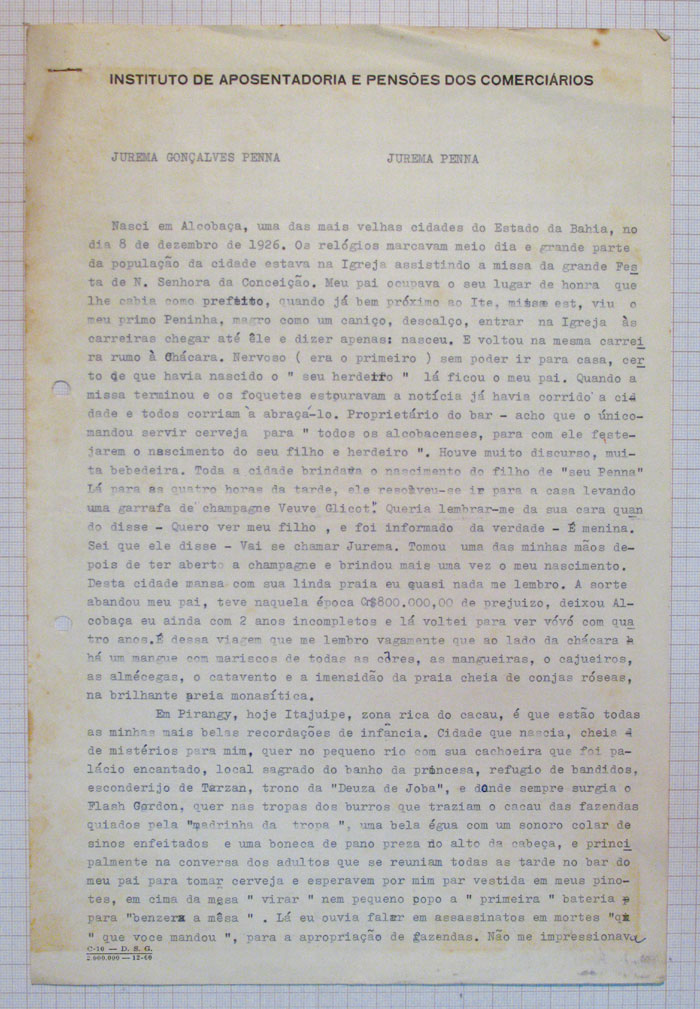 INSTITUTO DE APOSENTADORIA E PENSÕES DOS COMERCIÁRIOS
JUREMA GONÇALVES PENNA JUREMA PENNA
Nasci em Alcobaça, uma das mais velhas cidades do Estado da Bahia, no
dia 8 de dezembro de 1926. Os relógios marcavam meio dia e grande parte
da população da cidade estava na Igreja assistindo a missa da grande Fes
ta de N. Senhora da Conceição. Meu pai ocupava o seu lugar de honra que
lhe cabia como prefeito, quando já bem próximo ao Ite, missam est, viu o
meu primo Peninha, magro como um caniço, descalço, entrar na Igreja às
carreiras chegar até êle e dizer apenas: nasceu. E voltou na mesma carrei
ra rumo à Chácara. Nervoso ( era o primeiro ) sem poder ir para casa, cer
to de que havia nascido o " seu herdeiro " lá ficou o meu pai. Quando a
missa terminou e os foquetes estouravam a notícia já havia corrido a ci
dade e todos corriam a abraçá-lo. Proprietário do bar - acho que o único-
mandou servir cerveja para " todos os alcobacenses, para com ele feste-
jarem o nascimento do seu filho e herdeiro ". Houve muito discurso, mui-
ta bebedeira. Toda a cidade brindava o nascimento do filho de "seu Penna"
Lá para as quatro horas da tarde, ele resolveu-se ir para a casa levando
uma garrafa de champagne Veuve Glicot". Queria lembrar-me da sua cara quan
do disse - Quero ver meu filho , e foi informado da verdade - É menina.
Sei que ele disse - Vai se chamar Jurema. Tomou uma das minhas mãos de-
pois de ter aberto a champagne e brindou mais uma vez o meu nascimento.
Desta cidade mansa com sua linda praia eu quasi nada me lembro. A sorte
abandou meu pai, teve naquela época Cr$800.000,00 de prejuizo, deixou Al-
cobaça eu ainda com 2 anos incompletos e lá voltei para ver vóvó com qua
tro anos. É dessa viagem que me lembro vagamente que ao lado da chácara
há um mangue com mariscos de todas as côres, as mangueiras, o cajueiros,
as almécegas, o catavento e a imensidão da praia cheia de conjas róseas,
na brilhante areia monasítica.
Em Pirangy, hoje Itajuipe, zona rica do cacau, é que estão todas
as minhas mais belas recordações de infância. Cidade que nascia, cheia
de mistérios para mim, quer no pequeno rio com sua cachoeira que foi pa-
lácio encantado, local sagrado do banho da princesa, refugio de bandidos,
esconderijo de Tarzan, trono da "Deuza de Joba", e donde sempre surgia o
Flash Gordon, quer nas tropas dos burros que traziam o cacau das fazendas
quiados pela "madrinha da tropa ", uma bela égua com um sonoro colar de
sinos enfeitados e uma boneca de pano preza no alto da cabeça, e princi
palmente na conversa dos adultos que se reuniam todas as tarde no bar do
meu pai para tomar cerveja e esperavem por mim par vestida em meus pino-
tes, em cima da mesa " virar " nem pequeno popo a " primeira " bateria
para "benzera a mêsa " . Lá eu ouvia falar em assassinatos em mortes
" que voce mandou ", para a apropriação de fazendas. Não me impressionava
C-10 — D. S. G.
2.000.000 — 12-60